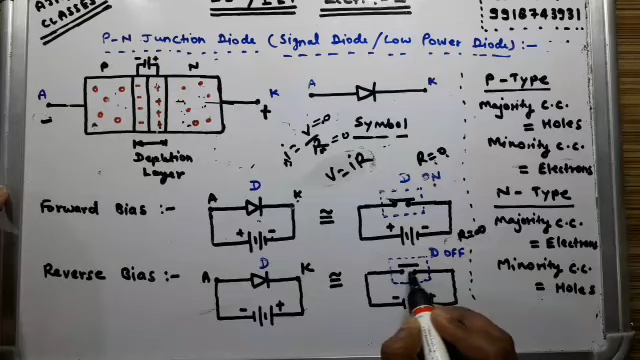 CLASSES
9918743931
P-N Junction Diode (Signal Diode/Low Power Diode) :-
P N
- +
A K
- +
Depletion
Layer
A K
Symbol
V=iR
P-Type
Majority C.C.
= Holes
Minority C.C.
= Electrons
N-Type
Majority C.C.
= Electrons
Minority C.C.
= Holes
Forward Bias :-
A D K
+ -
≅
D ON
+ -
Reverse Bias :-
A D K
- +
≅
R=∞
D OFF
-